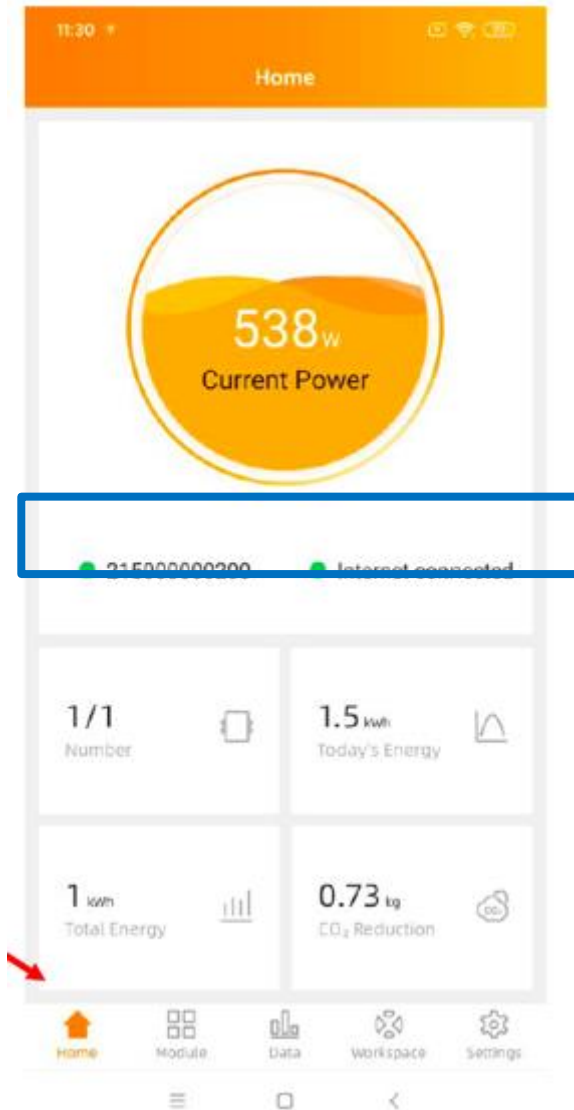 11:30
Home
538 w
Current Power
Internet connected
1/1
Number
1.5 kwh
Today's Energy
1 kwh
Total Energy
0.73 kg
CO₂ Reduction
Home Module Data Workspace Settings